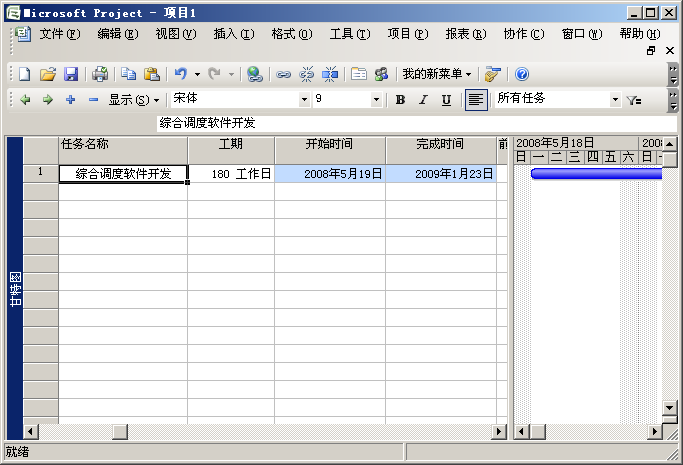 Microsoft Project - 项目1
文件(F) 编辑(E) 视图(V) 插入(I) 格式(O) 工具(T) 项目(P) 报表(R) 协作(C) 窗口(W) 帮助(H)
我的新菜单
显示(S) 宋体 9 B I U 所有任务
综合调度软件开发
任务名称 工期 开始时间 完成时间 前 2008年5月18日 2008
日 一 二 三 四 五 六 日 一
1 综合调度软件开发 180 工作日 2008年5月19日 2009年1月23日
甘特图
就绪